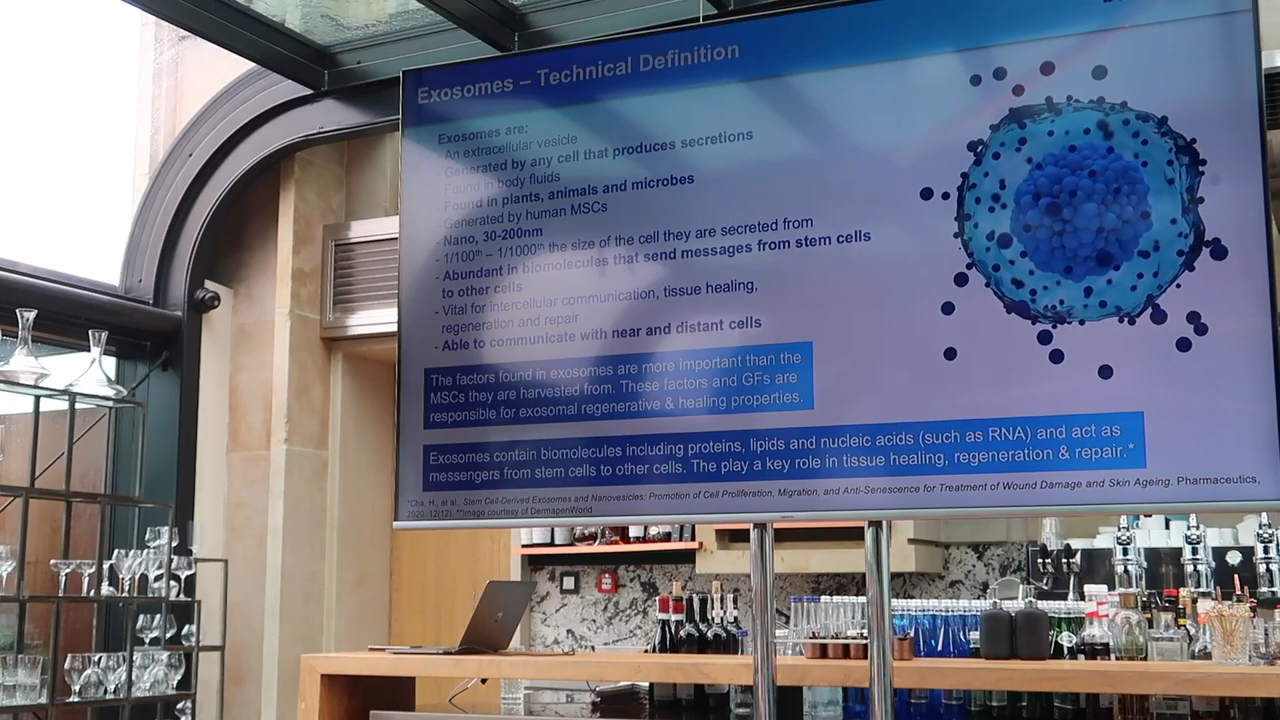 Exosomes – Technical Definition
Exosomes are:
- An extracellular vesicle
- Generated by any cell that produces secretions
- Found in body fluids
- Found in plants, animals and microbes
- Generated by human MSCs
- Nano, 30-200nm
- 1/100th – 1/1000th the size of the cell they are secreted from
- Abundant in biomolecules that send messages from stem cells
to other cells
- Vital for intercellular communication, tissue healing,
regeneration and repair
- Able to communicate with near and distant cells
The factors found in exosomes are more important than the
MSCs they are harvested from. These factors and GFs are
responsible for exosomal regenerative & healing properties.
Exosomes contain biomolecules including proteins, lipids and nucleic acids (such as RNA) and act as
messengers from stem cells to other cells. The play a key role in tissue healing, regeneration & repair.*
*Cha, H., et al., Stem Cell-Derived Exosomes and Nanovesicles: Promotion of Cell Proliferation, Migration, and Anti-Senescence for Treatment of Wound Damage and Skin Ageing. Pharmaceutics,
2020. 12(12). **Image courtesy of DermapenWorld